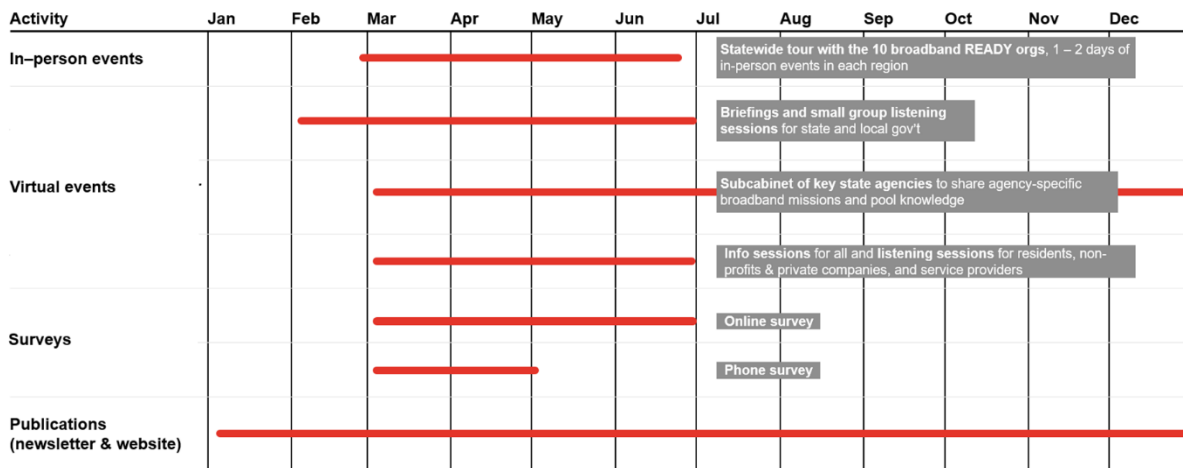 Activity Jan Feb Mar Apr May Jun Jul Aug Sep Oct Nov Dec
In–person events
Statewide tour with the 10 broadband READY orgs, 1 – 2 days of
in-person events in each region
Briefings and small group listening
sessions for state and local gov't
Virtual events
Subcabinet of key state agencies to share agency-specific
broadband missions and pool knowledge
Info sessions for all and listening sessions for residents, non-
profits & private companies, and service providers
Surveys
Online survey
Phone survey
Publications
(newsletter & website)